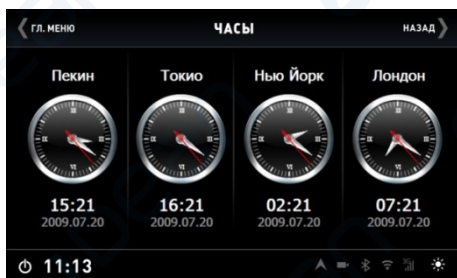 ГЛ. МЕНЮ ЧАСЫ НАЗАД
Пекин Токио Нью Йорк Лондон
15:21 16:21 02:21 07:21
2009.07.20 2009.07.20 2009.07.20 2009.07.20
11:13